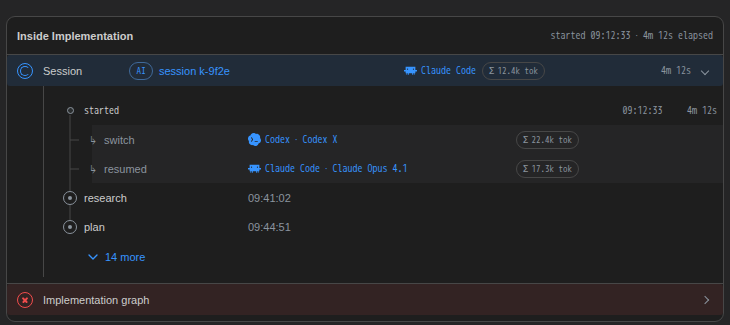 Inside Implementation started 09:12:33 · 4m 12s elapsed
Session AI session k-9f2e Claude Code Σ 12.4k tok 4m 12s
started 09:12:33 4m 12s
↳ switch Codex · Codex X Σ 22.4k tok
↳ resumed Claude Code · Claude Opus 4.1 Σ 17.3k tok
research 09:41:02
plan 09:44:51
14 more
Implementation graph